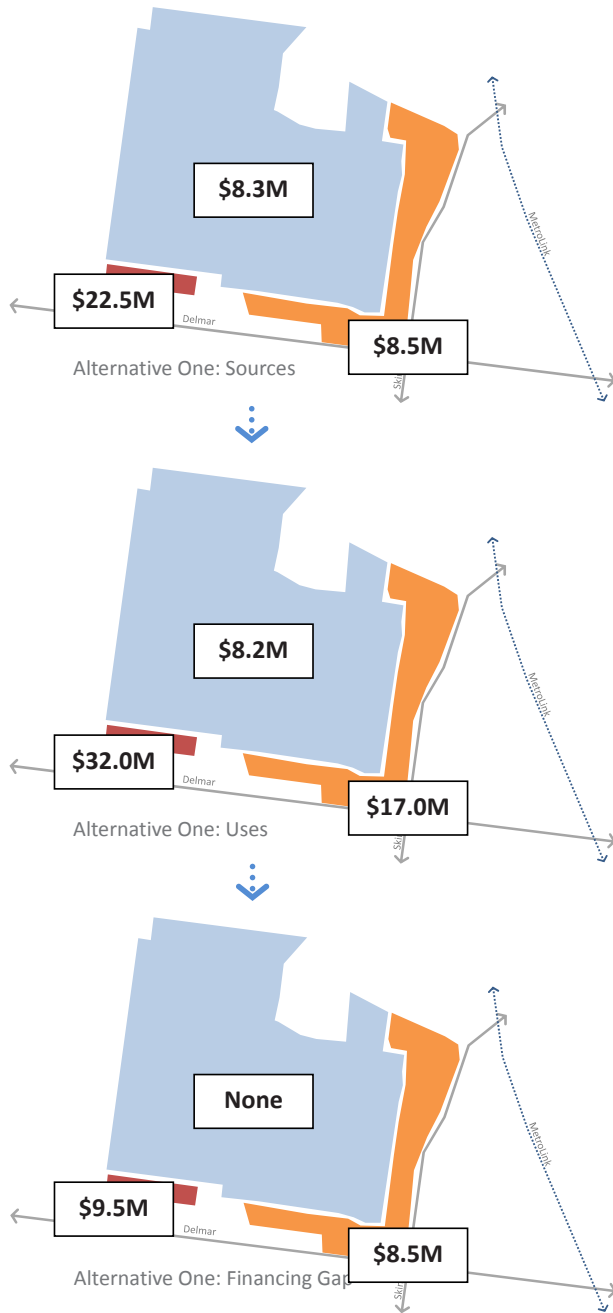 $8.3M
MetroLink
$22.5M
Delmar
$8.5M
Alternative One: Sources
$8.2M
MetroLink
$32.0M
Delmar
$17.0M
Alternative One: Uses
None
MetroLink
$9.5M
Delmar
$8.5M
Alternative One: Financing Gap